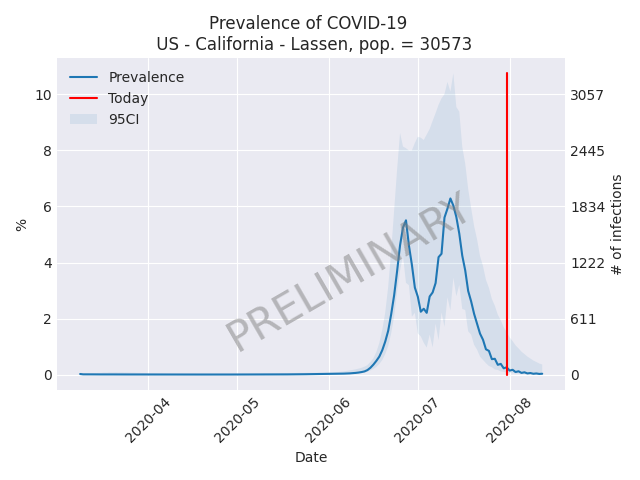 Prevalence of COVID-19
US - California - Lassen, pop. = 30573
Prevalence
Today
95CI
10
8
6
4
2
0
%
3057
2445
1834
1222
611
0
# of infections
PRELIMINARY
2020-04
2020-05
2020-06
2020-07
2020-08
Date